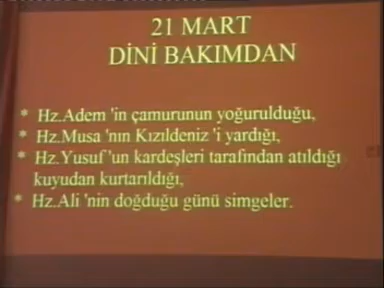 21 MART
DİNİ BAKIMDAN
* Hz.Adem 'in çamurunun yoğurulduğu,
* Hz.Musa 'nın Kızıldeniz 'i yardığı,
* Hz.Yusuf 'un kardeşleri tarafından atıldığı
kuyudan kurtarıldığı,
* Hz.Ali 'nin doğduğu günü simgeler.